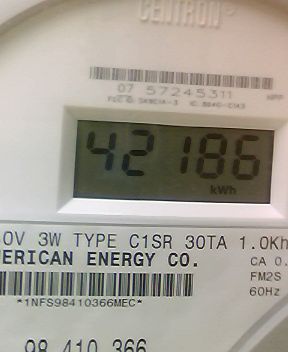 CENTRON®
07 57245311
42186
kWh
0V 3W TYPE C1SR 30TA 1.0Kh
ERICAN ENERGY CO.
CA 0.
FM2S
60Hz
*1NFS98410366MEC*
98 410 366